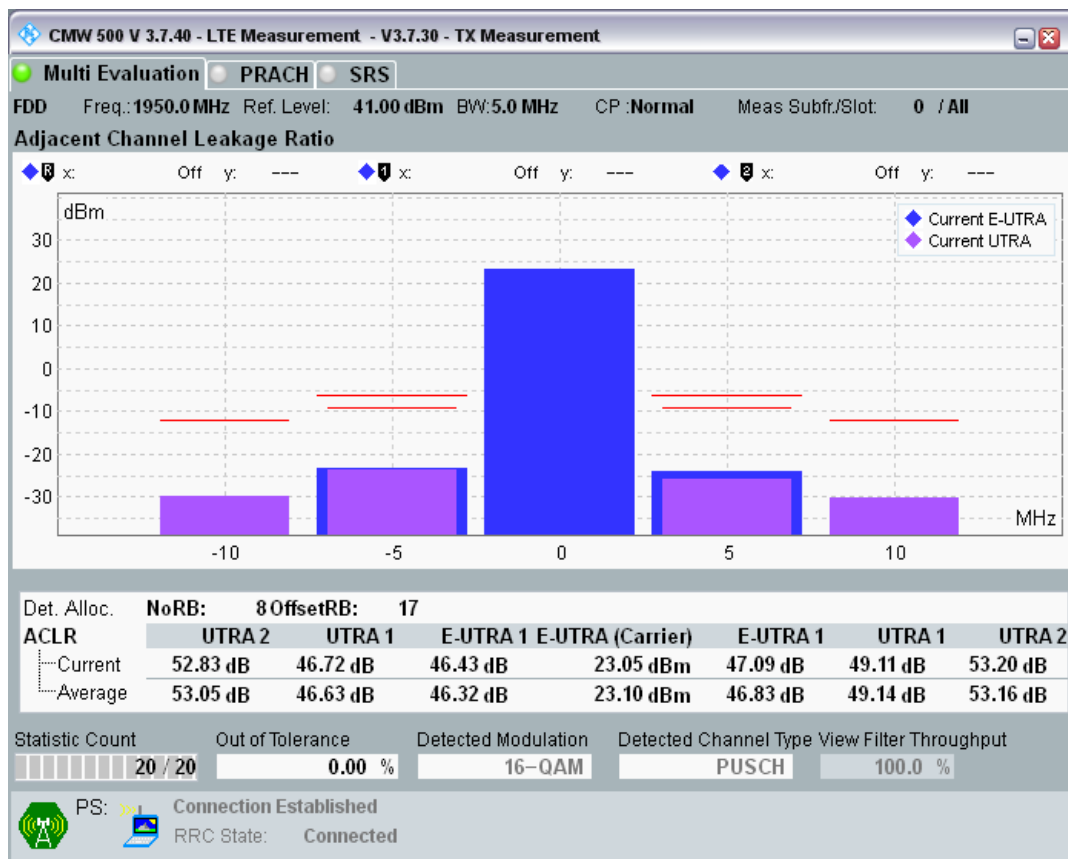 CMW 500 V 3.7.40 - LTE Measurement - V3.7.30 - TX Measurement
Multi Evaluation PRACH SRS
FDD Freq.: 1950.0 MHz Ref. Level: 41.00 dBm BW: 5.0 MHz CP : Normal Meas Subfr./Slot: 0 / All
Adjacent Channel Leakage Ratio
R x: Off y: --- 1 x: Off y: --- 2 x: Off y: ---
dBm
Current E-UTRA
Current UTRA
30
20
10
0
-10
-20
-30
MHz
-10 -5 0 5 10
Det. Alloc. NoRB: 8 OffsetRB: 17
ACLR UTRA 2 UTRA 1 E-UTRA 1 E-UTRA (Carrier) E-UTRA 1 UTRA 1 UTRA 2
Current 52.83 dB 46.72 dB 46.43 dB 23.05 dBm 47.09 dB 49.11 dB 53.20 dB
Average 53.05 dB 46.63 dB 46.32 dB 23.10 dBm 46.83 dB 49.14 dB 53.16 dB
Statistic Count Out of Tolerance Detected Modulation Detected Channel Type View Filter Throughput
20 / 20 0.00 % 16-QAM PUSCH 100.0 %
PS: Connection Established
RRC State: Connected